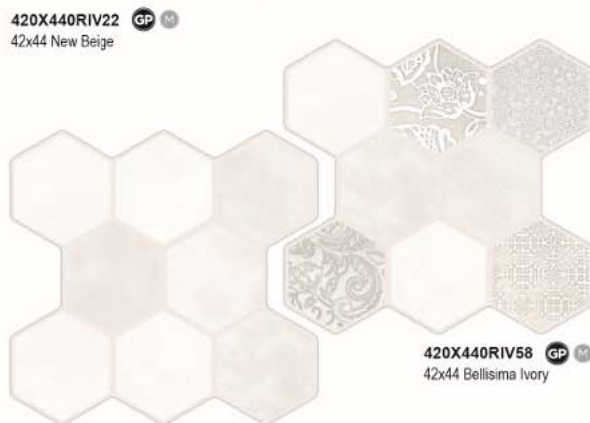 420X440RIV22 GP M
42x44 New Beige
420X440RIV58 GP M
42x44 Bellisima Ivory